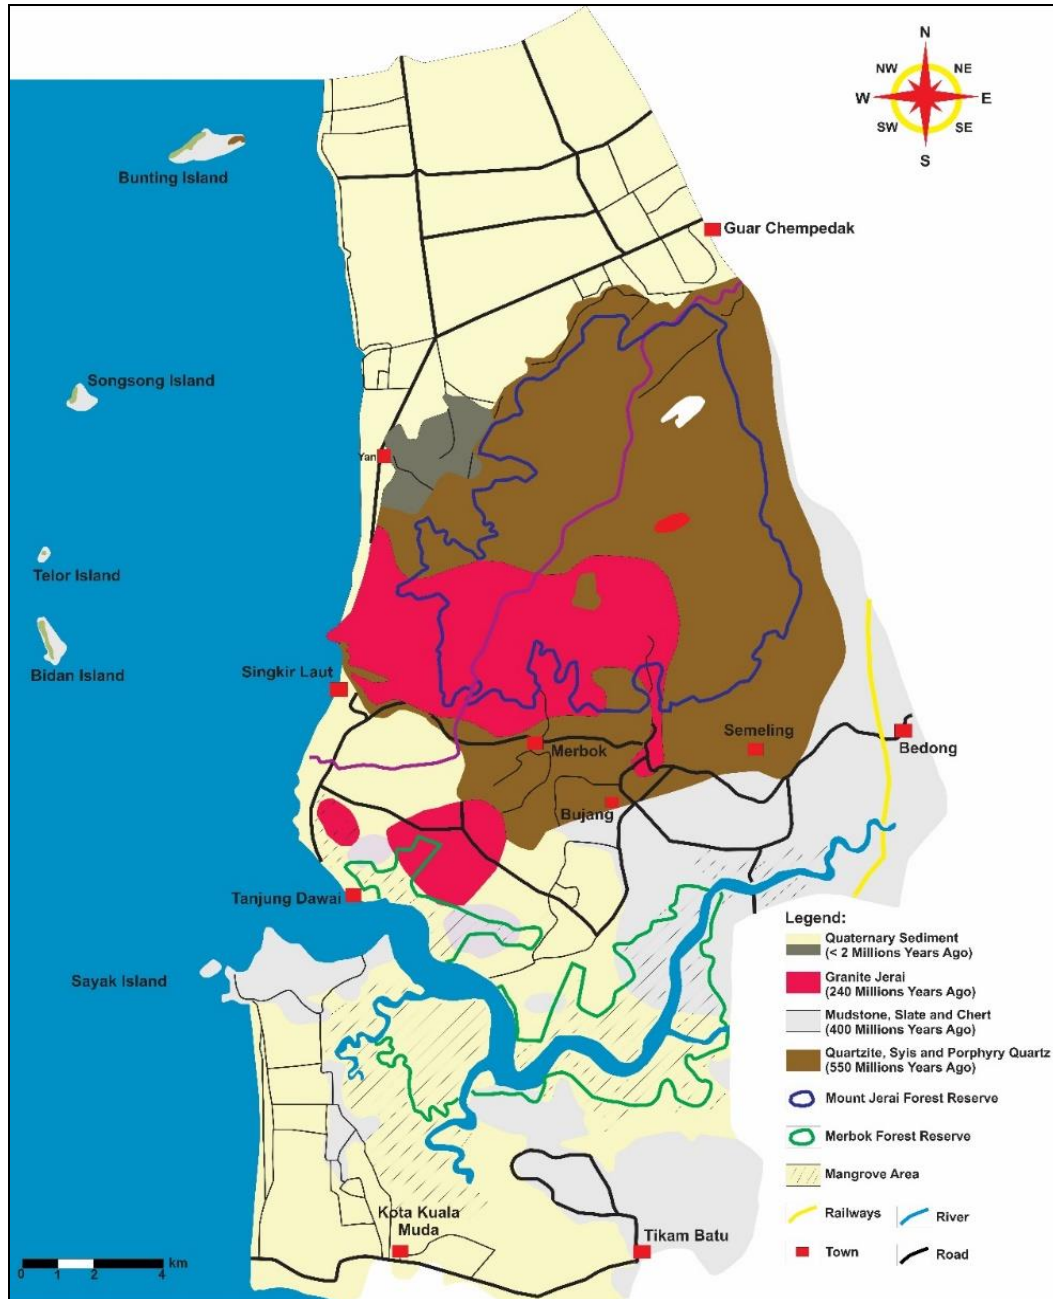 N
NW
NE
W
E
SW
SE
S
Bunting Island
Guar Chempedak
Songsong Island
Yan
Telor Island
Bidan Island
Singkir Laut
Merbok
Semeling
Bedong
Bujang
Tanjung Dawai
Sayak Island
Kota Kuala
Muda
Tikam Batu
Legend:
Quaternary Sediment
(< 2 Millions Years Ago)
Granite Jerai
(240 Millions Years Ago)
Mudstone, Slate and Chert
(400 Millions Years Ago)
Quartzite, Syis and Porphyry Quartz
(550 Millions Years Ago)
Mount Jerai Forest Reserve
Merbok Forest Reserve
Mangrove Area
Railways
River
Town
Road
km
0 1 2 4